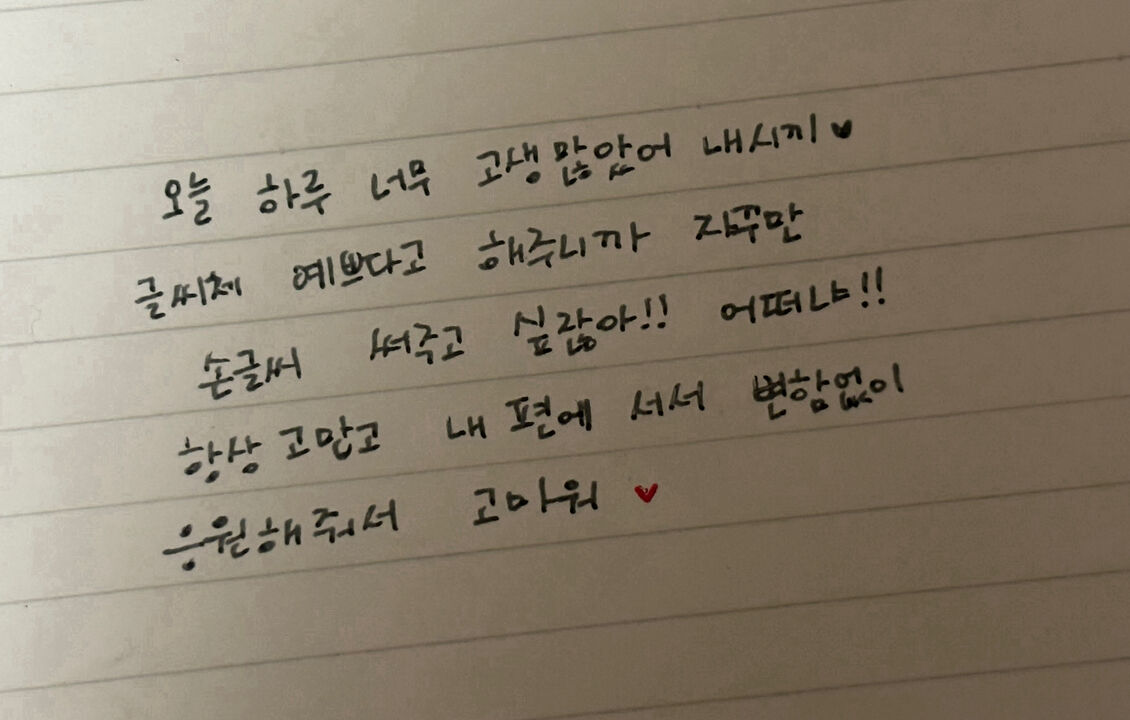 오늘 하루 너무 고생많았어 내시끼♥
글씨체 예쁘다고 해주니까 자꾸만
손글씨 써주고 싶잖아!! 어떠냐!!
항상 고맙고 내 편에 서서 변함없이
응원해줘서 고마워 ♥